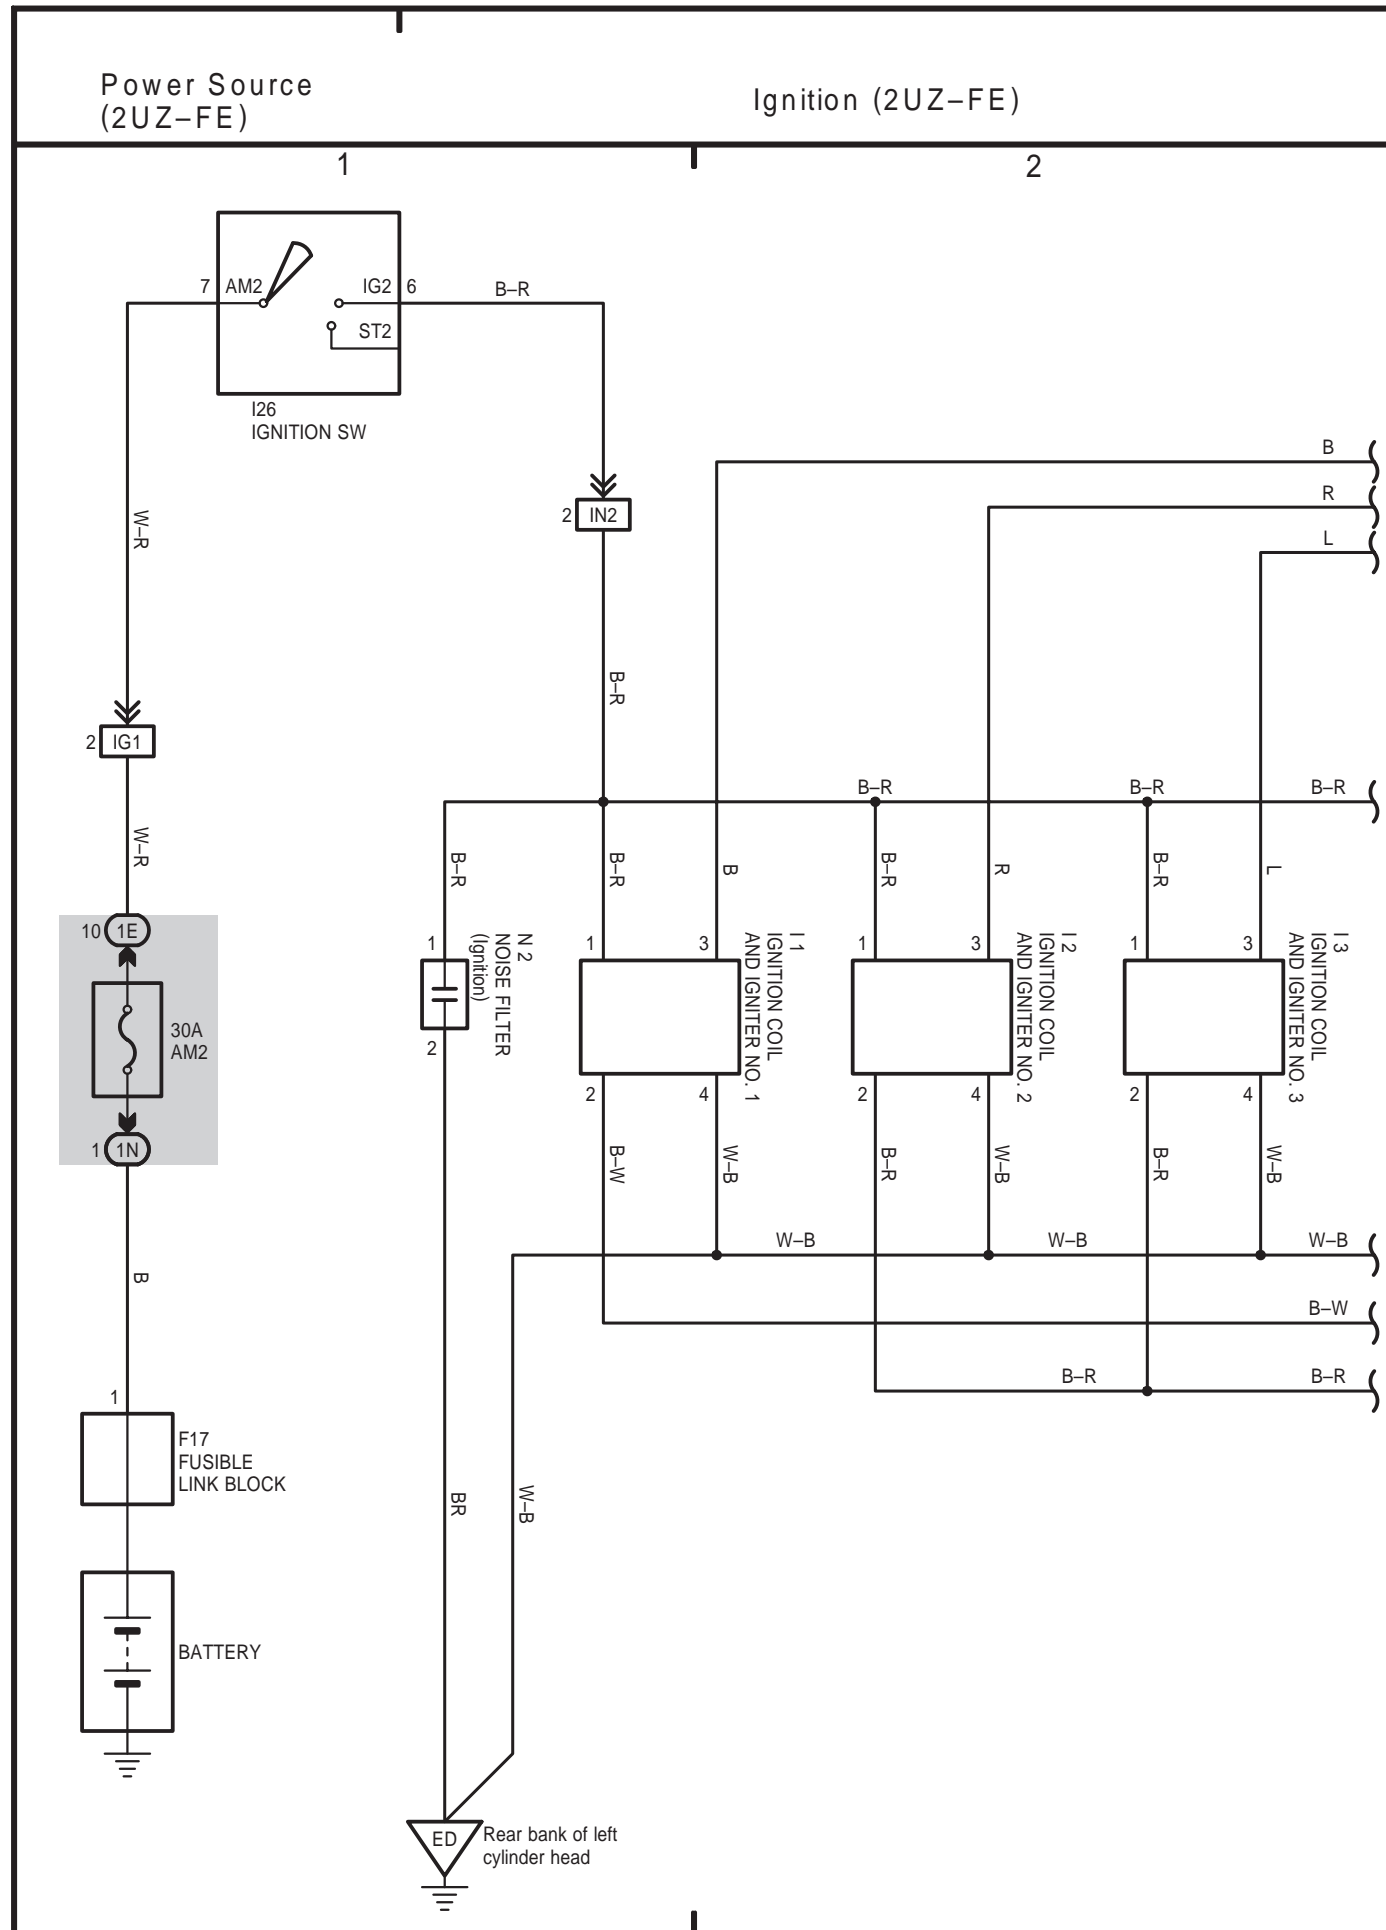 Power Source
(2UZ–FE)
Ignition (2UZ–FE)
1
2
7
AM2
IG2
6
B–R
ST2
I26
IGNITION SW
B
R
L
W–R
2
IN2
B–R
2
IG1
B–R
B–R
B–R
W–R
B–R
B–R
B
B–R
R
B–R
L
10
1E
30A
AM2
1
1N
1
N 2
NOISE FILTER
(Ignition)
2
1
3
I 1
IGNITION COIL
AND IGNITER NO. 1
2
4
1
3
I 2
IGNITION COIL
AND IGNITER NO. 2
2
4
1
3
I 3
IGNITION COIL
AND IGNITER NO. 3
2
4
B–W
W–B
B–R
W–B
B–R
W–B
W–B
W–B
W–B
B
B–W
B–R
B–R
1
F17
FUSIBLE
LINK BLOCK
BR
W–B
BATTERY
ED
Rear bank of left
cylinder head